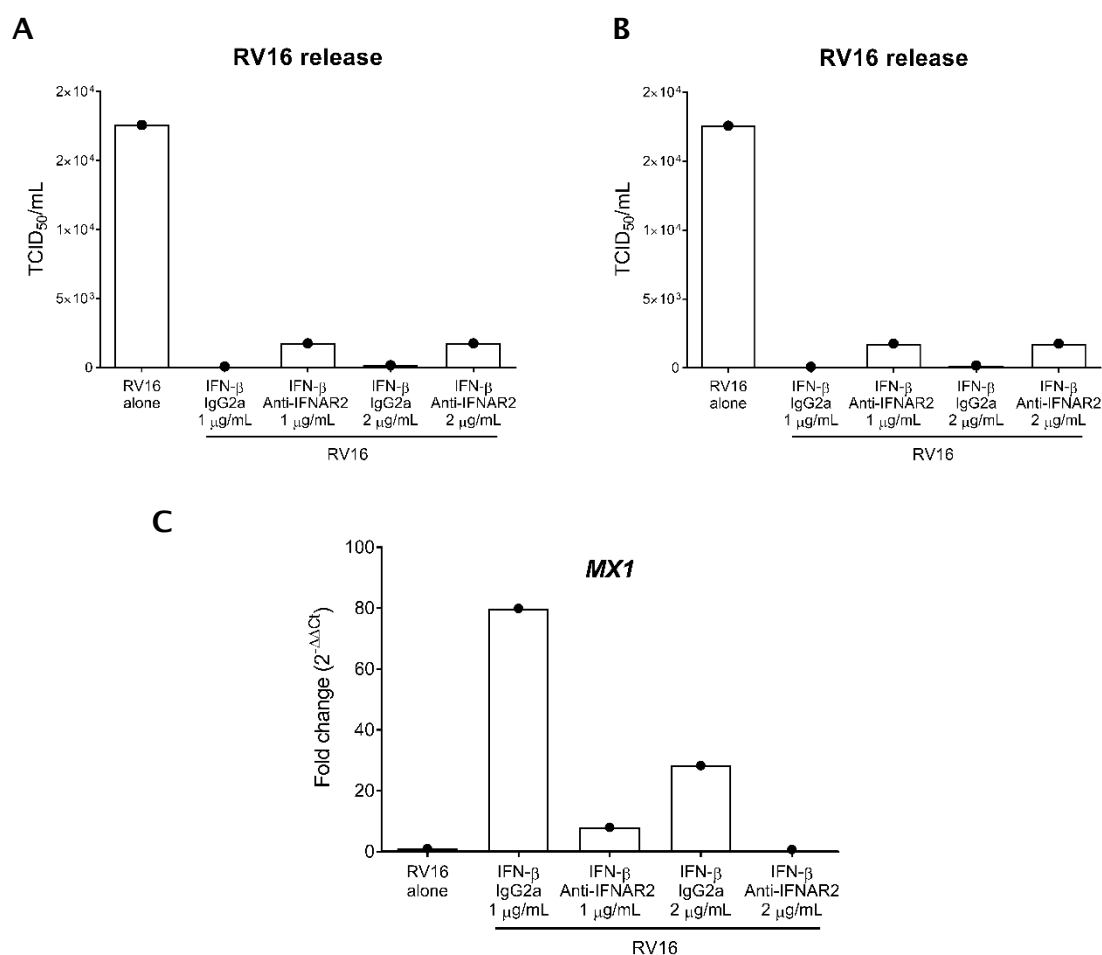 A
RV16 release
TCID50/mL
2×10⁴
2×10⁴
1×10⁴
5×10³
0
RV16
alone
IFN-β
IgG2a
1 μg/mL
IFN-β
Anti-IFNAR2
1 μg/mL
IFN-β
IgG2a
2 μg/mL
IFN-β
Anti-IFNAR2
2 μg/mL
RV16
B
RV16 release
TCID50/mL
2×10⁴
2×10⁴
1×10⁴
5×10³
0
RV16
alone
IFN-β
IgG2a
1 μg/mL
IFN-β
Anti-IFNAR2
1 μg/mL
IFN-β
IgG2a
2 μg/mL
IFN-β
Anti-IFNAR2
2 μg/mL
RV16
C
MX1
Fold change (2^-ΔΔCt)
100
80
60
40
20
0
RV16
alone
IFN-β
IgG2a
1 μg/mL
IFN-β
Anti-IFNAR2
1 μg/mL
IFN-β
IgG2a
2 μg/mL
IFN-β
Anti-IFNAR2
2 μg/mL
RV16